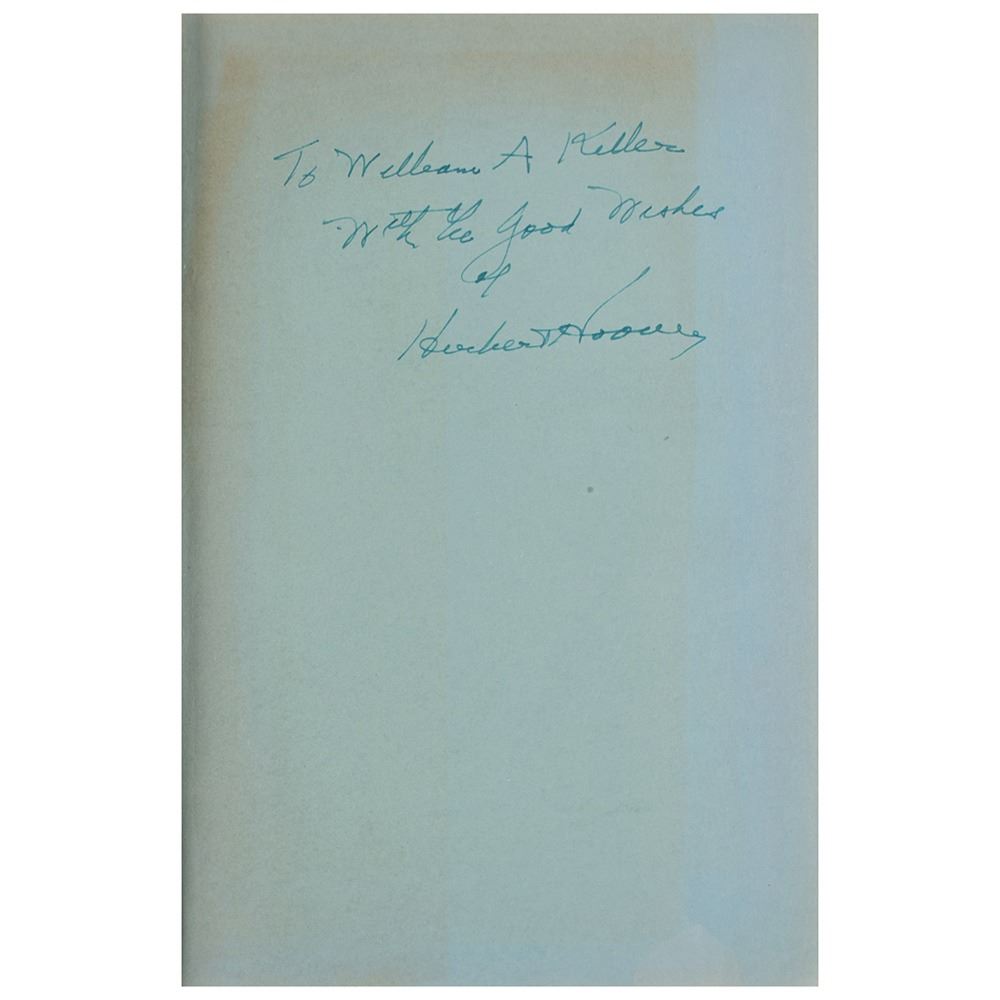 To William A Keller
With the Good Wishes
of
Herbert Hoover